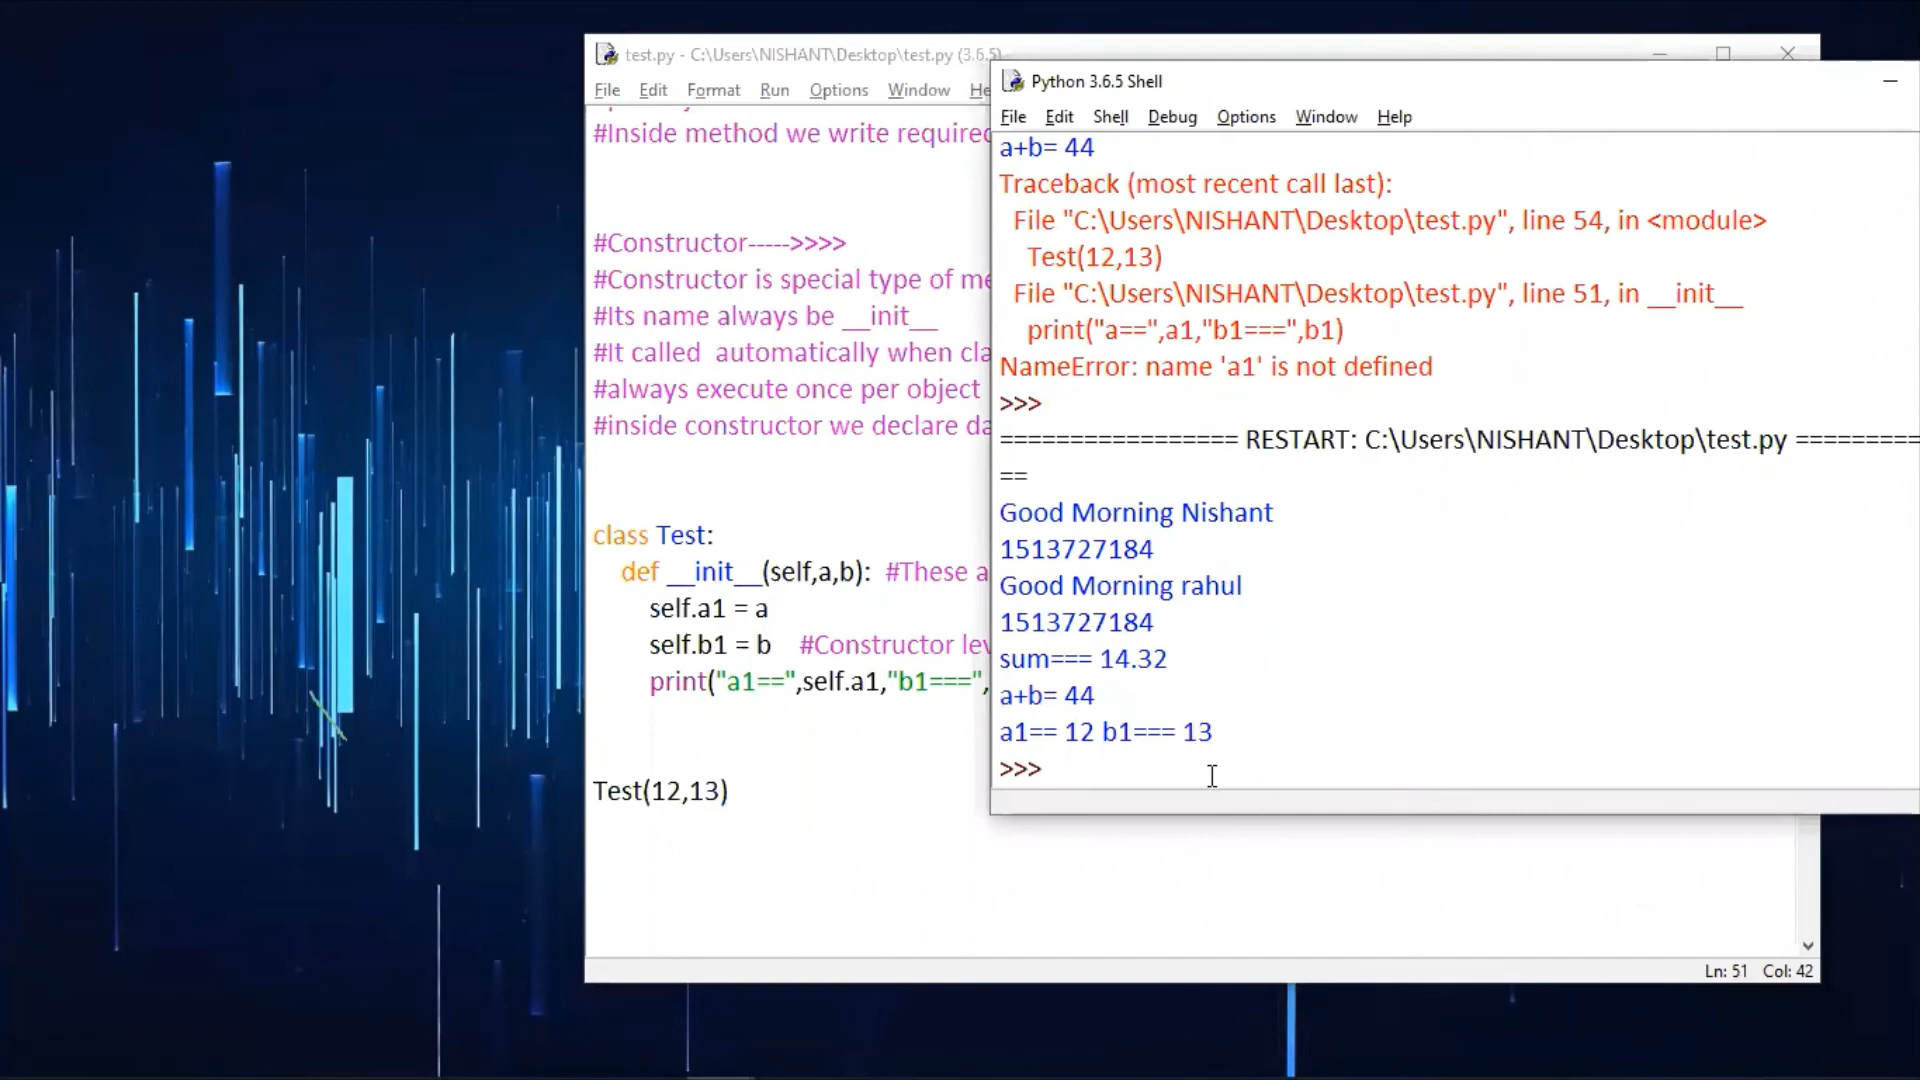 test.py - C:\Users\NISHANT\Desktop\test.py (3.6.5)
File Edit Format Run Options Window He
#Inside method we write required
#Constructor----->>>>
#Constructor is special type of me
#Its name always be __init__
#It called  automatically when cla
#always execute once per object
#inside constructor we declare da
class Test:
def __init__(self,a,b):  #These a
self.a1 = a
self.b1 = b    #Constructor lev
print("a1==",self.a1,"b1===",
Test(12,13)
Ln: 51 Col: 42
Python 3.6.5 Shell
File Edit Shell Debug Options Window Help
a+b= 44
Traceback (most recent call last):
File "C:\Users\NISHANT\Desktop\test.py", line 54, in <module>
Test(12,13)
File "C:\Users\NISHANT\Desktop\test.py", line 51, in __init__
print("a==",a1,"b1===",b1)
NameError: name 'a1' is not defined
>>>
================= RESTART: C:\Users\NISHANT\Desktop\test.py =========
==
Good Morning Nishant
1513727184
Good Morning rahul
1513727184
sum=== 14.32
a+b= 44
a1== 12 b1=== 13
>>>